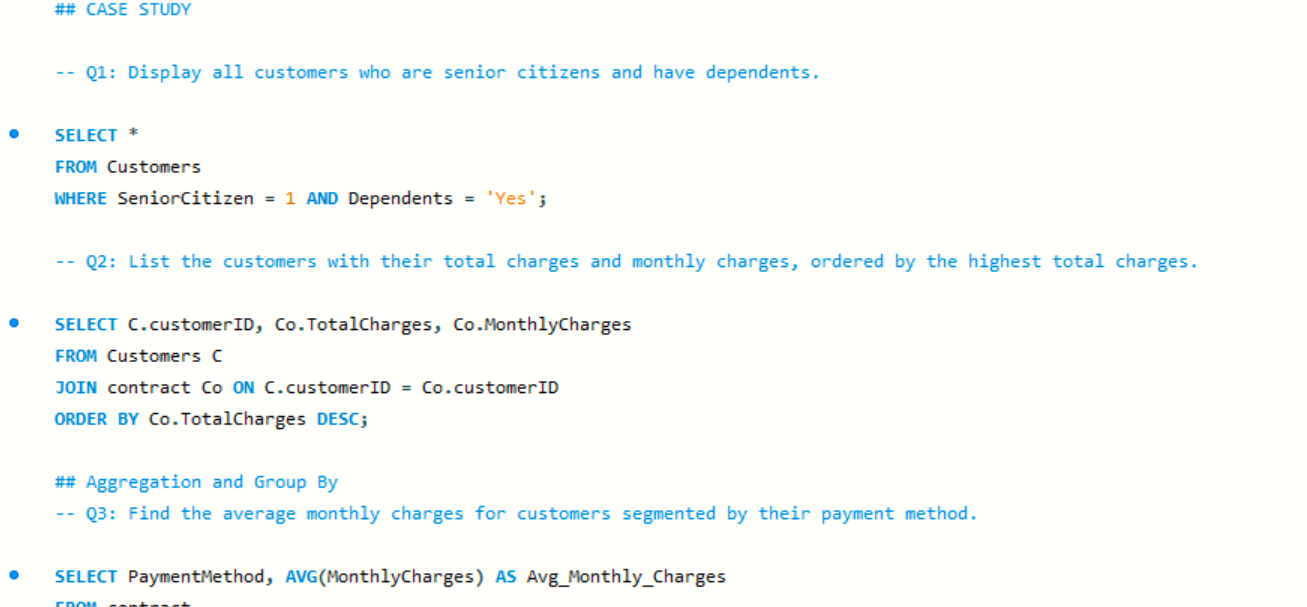 ## CASE STUDY
-- Q1: Display all customers who are senior citizens and have dependents.
SELECT *
FROM Customers
WHERE SeniorCitizen = 1 AND Dependents = 'Yes';
-- Q2: List the customers with their total charges and monthly charges, ordered by the highest total charges.
SELECT C.customerID, Co.TotalCharges, Co.MonthlyCharges
FROM Customers C
JOIN contract Co ON C.customerID = Co.customerID
ORDER BY Co.TotalCharges DESC;
## Aggregation and Group By
-- Q3: Find the average monthly charges for customers segmented by their payment method.
SELECT PaymentMethod, AVG(MonthlyCharges) AS Avg_Monthly_Charges
FROM contract